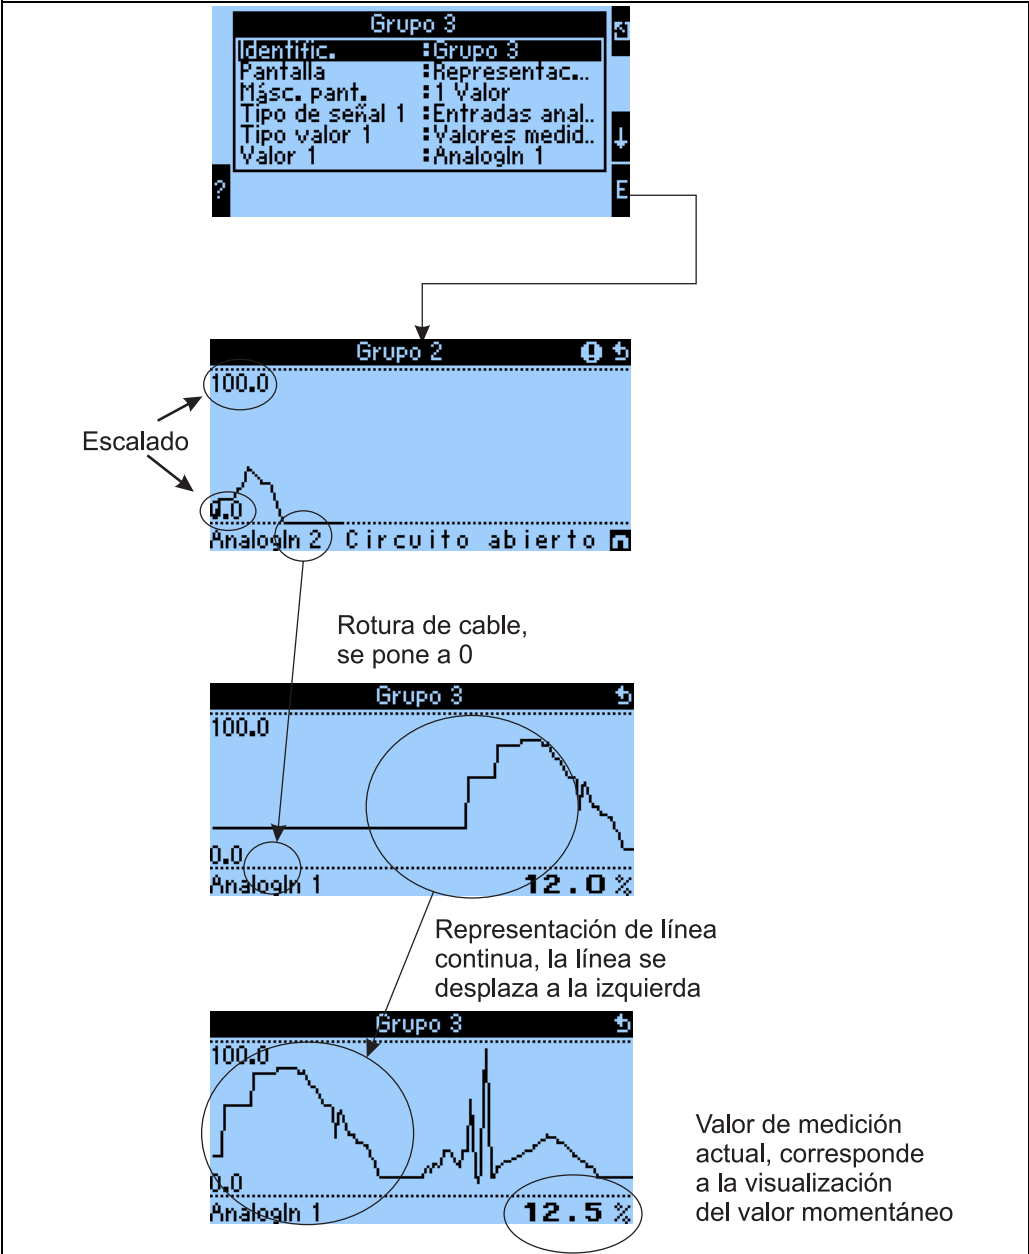 Grupo 3
Identific. :Grupo 3
Pantalla :Representac...
Másc. pant. :1 Valor
Tipo de señal 1 :Entradas anal..
Tipo valor 1 :Valores medid..
Valor 1 :AnalogIn 1
?
E
Grupo 2
100.0
Escalado
0.0
AnalogIn 2 Circuito abierto
Rotura de cable,
se pone a 0
Grupo 3
100.0
0.0
AnalogIn 1 12.0 %
Representación de línea
continua, la línea se
desplaza a la izquierda
Grupo 3
100.0
0.0
AnalogIn 1 12.5 %
Valor de medición
actual, corresponde
a la visualización
del valor momentáneo